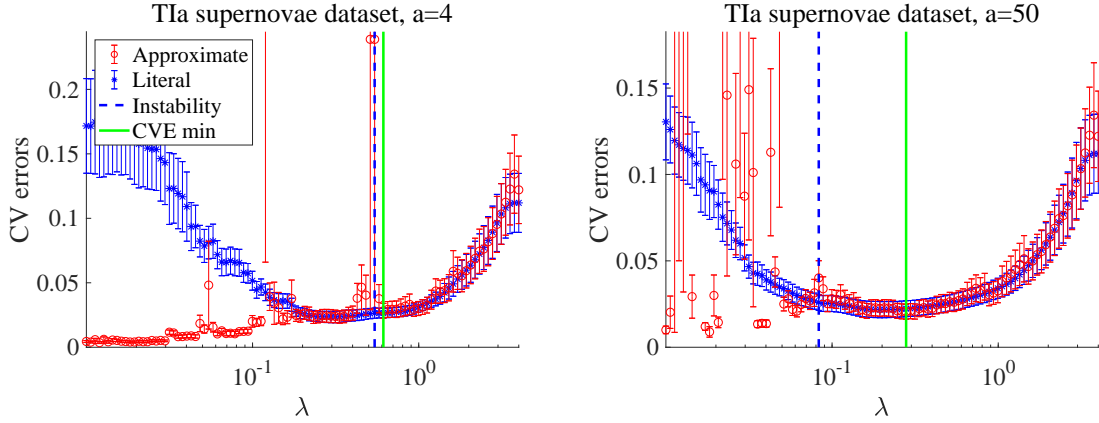 TIa supernovae dataset, a=4
CV errors
0.2
0.15
0.1
0.05
0
Approximate
Literal
Instability
CVE min
10^-1
10^0
λ
TIa supernovae dataset, a=50
CV errors
0.15
0.1
0.05
0
10^-1
10^0
λ